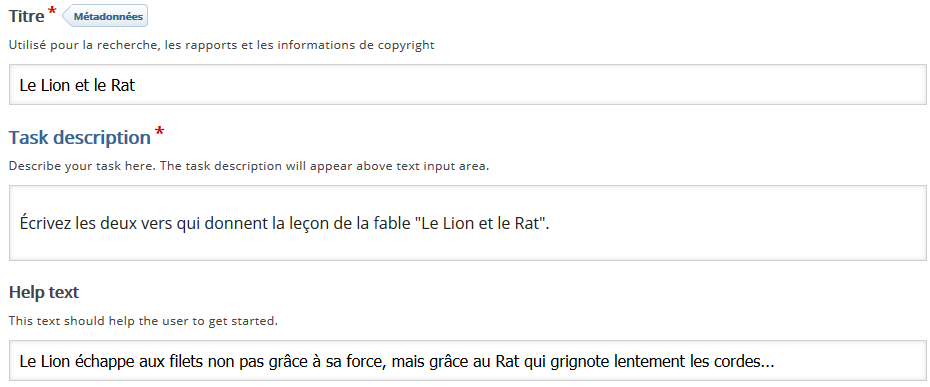 Titre * Métadonnées
Utilisé pour la recherche, les rapports et les informations de copyright
Le Lion et le Rat
Task description *
Describe your task here. The task description will appear above text input area.
Écrivez les deux vers qui donnent la leçon de la fable "Le Lion et le Rat".
Help text
This text should help the user to get started.
Le Lion échappe aux filets non pas grâce à sa force, mais grâce au Rat qui grignote lentement les cordes...